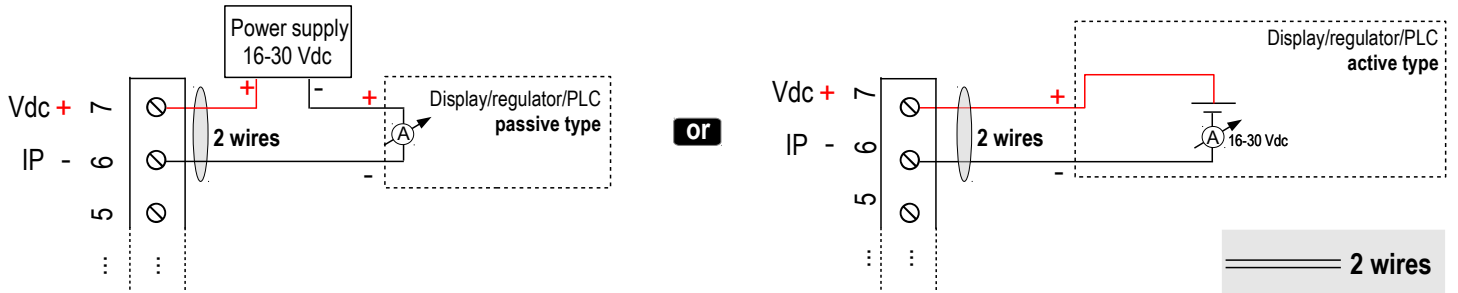 Power supply
16-30 Vdc
Vdc + 7
+
-
+
Display/regulator/PLC
passive type
A
2 wires
IP - 6
-
5
... ...
or
Display/regulator/PLC
active type
Vdc + 7
+
2 wires
A 16-30 Vdc
IP - 6
-
5
... ...
2 wires